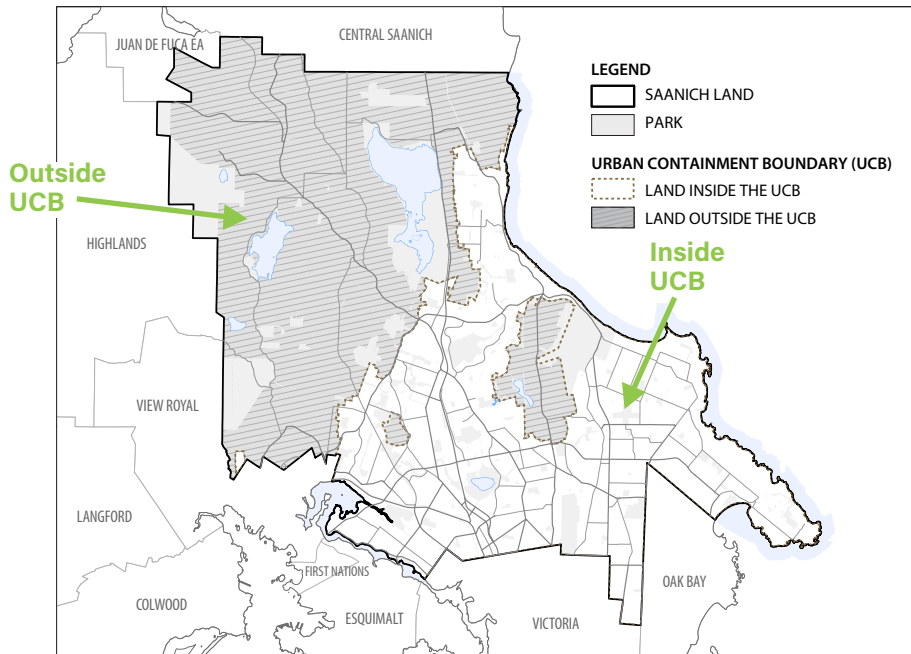 JUAN DE FUCA EA
CENTRAL SAANICH
LEGEND
SAANICH LAND
PARK
URBAN CONTAINMENT BOUNDARY (UCB)
LAND INSIDE THE UCB
LAND OUTSIDE THE UCB
Outside
UCB
HIGHLANDS
Inside
UCB
VIEW ROYAL
LANGFORD
FIRST NATIONS
COLWOOD
ESQUIMALT
VICTORIA
OAK BAY